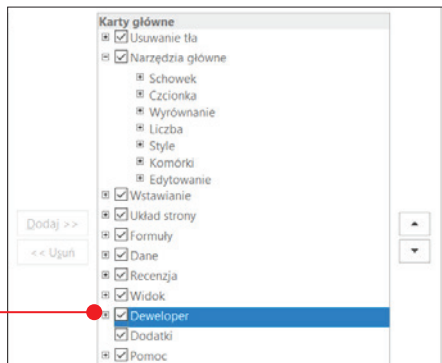 Karty główne
Usuwanie tła
Narzędzia główne
Schowek
Czcionka
Wyrównanie
Liczba
Style
Komórki
Edytowanie
Wstawianie
Układ strony
Formuły
Dane
Recenzja
Widok
Deweloper
Dodatki
Pomoc
Dodaj >>
<< Usuń